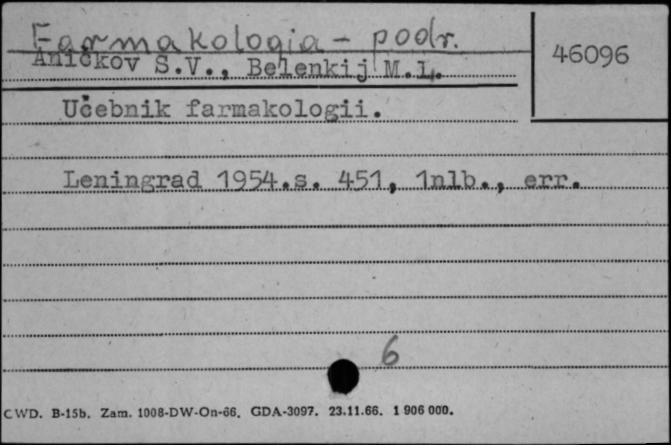 Farmakologia - podr.
46096
Aničkov S.V., Belenkij M.L.
Učebnik farmakologii.
Leningrad 1954.s. 451, 1nlb., err.
6
CWD. B-15b. Zam. 1008-DW-On-66. GDA-3097. 23.11.66. 1 906 000.